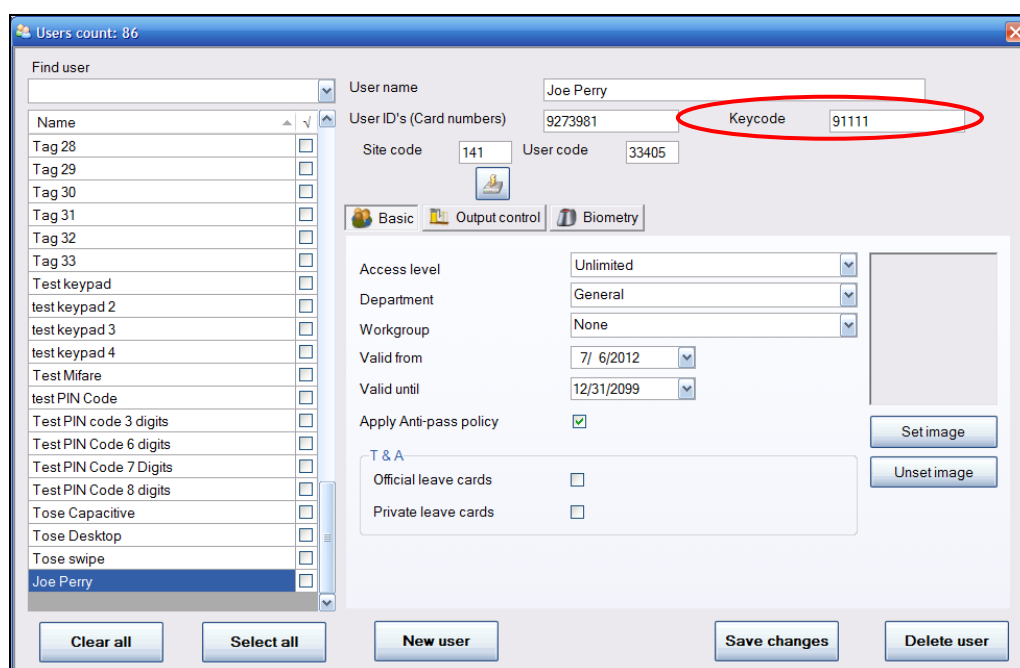 Users count: 86
Find user
Name √
Tag 28
Tag 29
Tag 30
Tag 31
Tag 32
Tag 33
Test keypad
test keypad 2
test keypad 3
test keypad 4
Test Mifare
test PIN Code
Test PIN code 3 digits
Test PIN Code 6 digits
Test PIN Code 7 Digits
Test PIN Code 8 digits
Tose Capacitive
Tose Desktop
Tose swipe
Joe Perry
User name Joe Perry
User ID's (Card numbers) 9273981 Keycode 91111
Site code 141 User code 33405
Basic Output control Biometry
Access level Unlimited
Department General
Workgroup None
Valid from 7/ 6/2012
Valid until 12/31/2099
Apply Anti-pass policy
T & A
Official leave cards
Private leave cards
Set image
Unset image
Clear all Select all New user Save changes Delete user